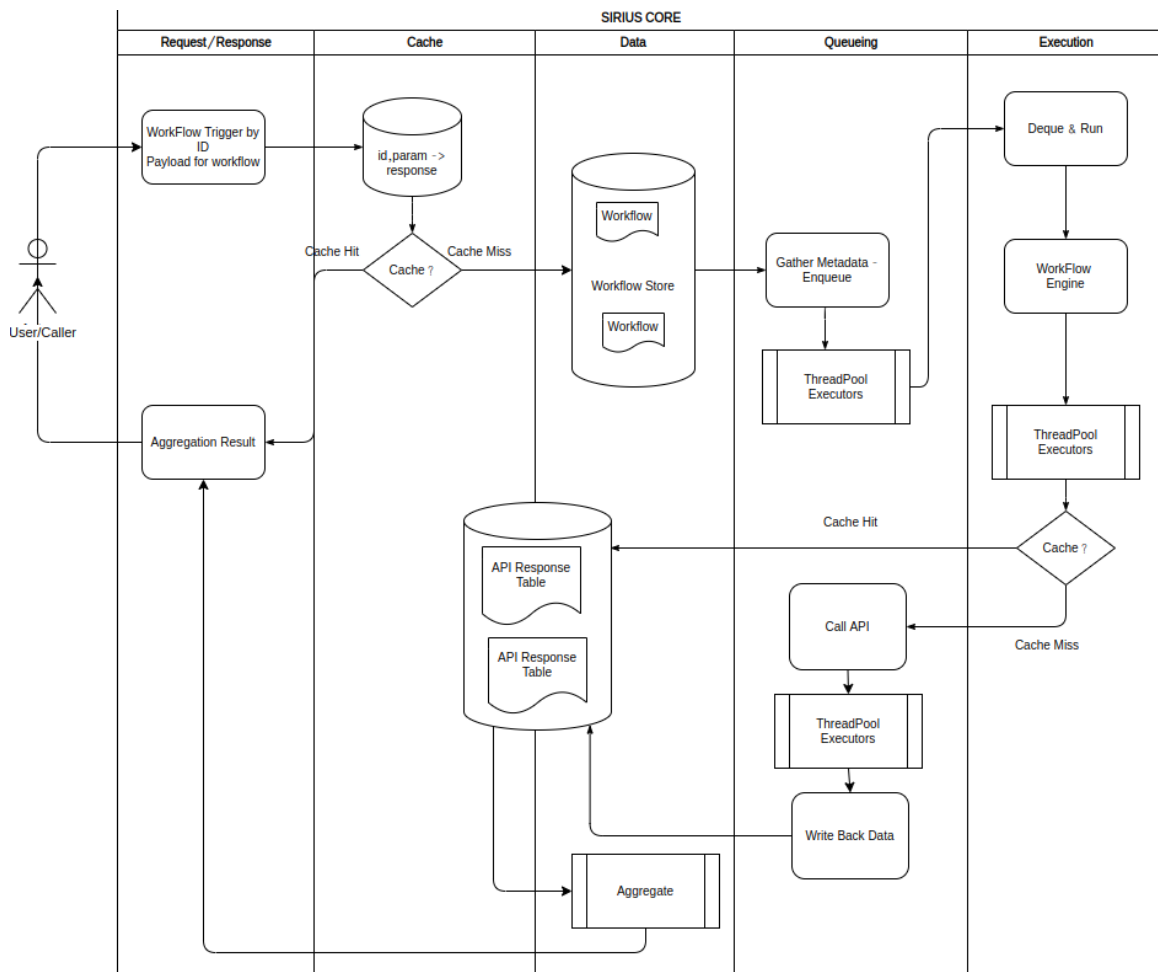 SIRIUS CORE
Request/Response
Cache
Data
Queueing
Execution
WorkFlow Trigger by
ID
Payload for workflow
id,param ->
response
Cache Hit
Cache ?
Cache Miss
Workflow
Workflow Store
Workflow
Gather Metadata -
Enqueue
ThreadPool
Executors
Deque & Run
WorkFlow
Engine
ThreadPool
Executors
User/Caller
Aggregation Result
Cache Hit
Cache ?
Cache Miss
API Response
Table
API Response
Table
Call API
ThreadPool
Executors
Write Back Data
Aggregate